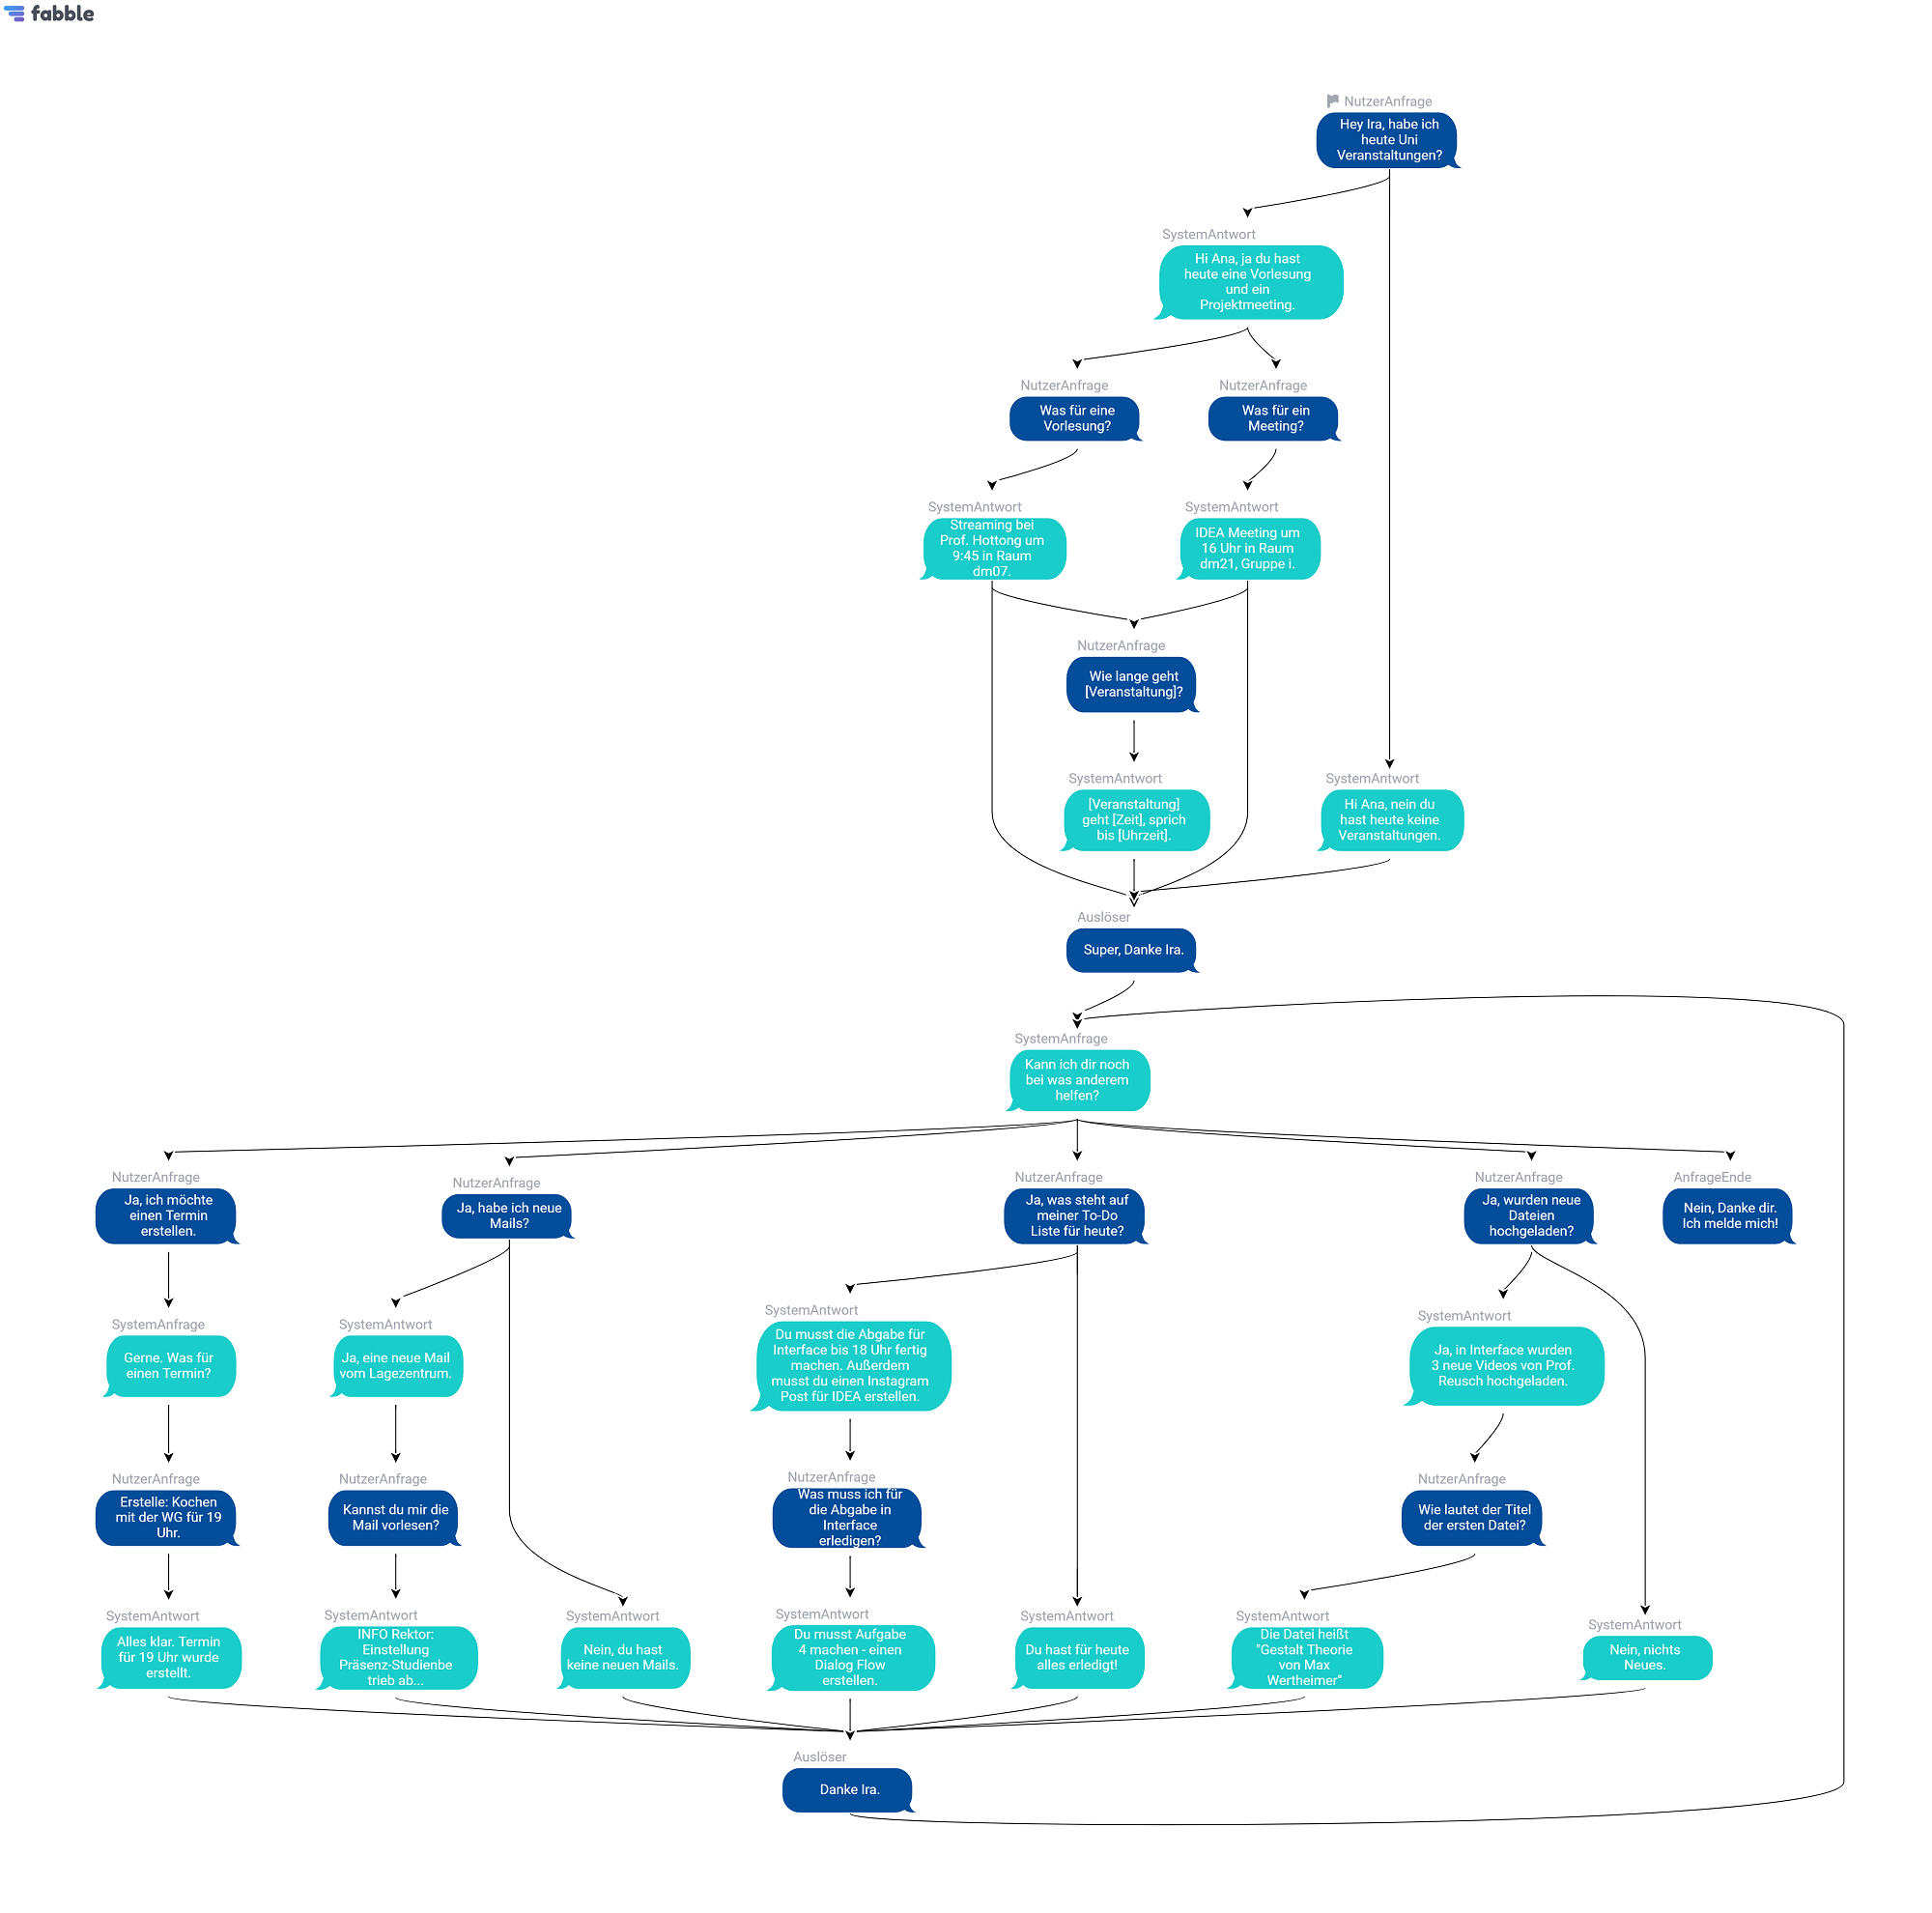 fabble
NutzerAnfrage
Hey Ira, habe ich
heute Uni
Veranstaltungen?
SystemAntwort
Hi Ana, ja du hast
heute eine Vorlesung
und ein
Projektmeeting.
NutzerAnfrage
Was für eine
Vorlesung?
NutzerAnfrage
Was für ein
Meeting?
SystemAntwort
Streaming bei
Prof. Hottong um
9:45 in Raum
dm07.
SystemAntwort
IDEA Meeting um
16 Uhr in Raum
dm21, Gruppe i.
NutzerAnfrage
Wie lange geht
[Veranstaltung]?
SystemAntwort
[Veranstaltung]
geht [Zeit], sprich
bis [Uhrzeit].
SystemAntwort
Hi Ana, nein du
hast heute keine
Veranstaltungen.
Auslöser
Super, Danke Ira.
SystemAnfrage
Kann ich dir noch
bei was anderem
helfen?
NutzerAnfrage
Ja, ich möchte
einen Termin
erstellen.
SystemAnfrage
Gerne. Was für
einen Termin?
NutzerAnfrage
Erstelle: Kochen
mit der WG für 19
Uhr.
SystemAntwort
Alles klar. Termin
für 19 Uhr wurde
erstellt.
NutzerAnfrage
Ja, habe ich neue
Mails?
SystemAntwort
Ja, eine neue Mail
vom Lagezentrum.
NutzerAnfrage
Kannst du mir die
Mail vorlesen?
SystemAntwort
INFO Rektor:
Einstellung
Präsenz-Studienbe
trieb ab...
SystemAntwort
Nein, du hast
keine neuen Mails.
NutzerAnfrage
Ja, was steht auf
meiner To-Do
Liste für heute?
SystemAntwort
Du musst die Abgabe für
Interface bis 18 Uhr fertig
machen. Außerdem
musst du einen Instagram
Post für IDEA erstellen.
NutzerAnfrage
Was muss ich für
die Abgabe in
Interface
erledigen?
SystemAntwort
Du musst Aufgabe
4 machen - einen
Dialog Flow
erstellen.
SystemAntwort
Du hast für heute
alles erledigt!
NutzerAnfrage
Ja, wurden neue
Dateien
hochgeladen?
SystemAntwort
Ja, in Interface wurden
3 neue Videos von Prof.
Reusch hochgeladen.
NutzerAnfrage
Wie lautet der Titel
der ersten Datei?
SystemAntwort
Die Datei heißt
"Gestalt Theorie
von Max
Wertheimer"
SystemAntwort
Nein, nichts
Neues.
AnfrageEnde
Nein, Danke dir.
Ich melde mich!
Auslöser
Danke Ira.